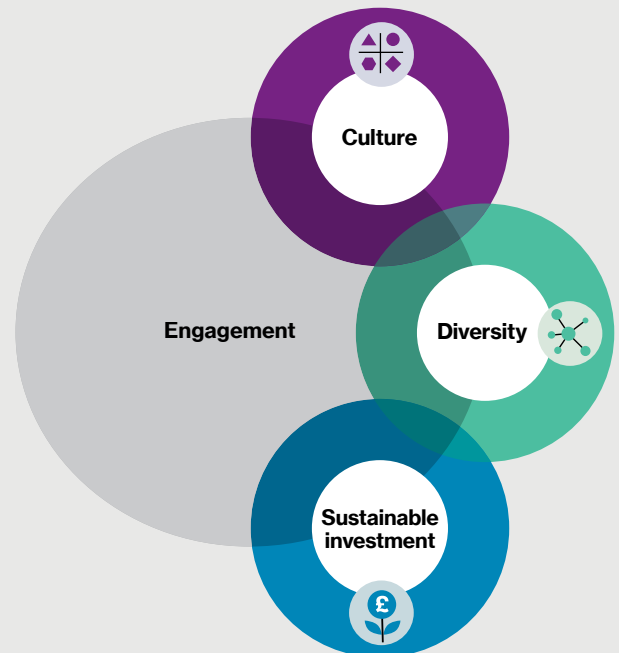 Culture
Engagement
Diversity
Sustainable
investment
£